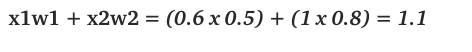 x1w1 + x2w2 = (0.6 x 0.5) + (1 x 0.8) = 1.1